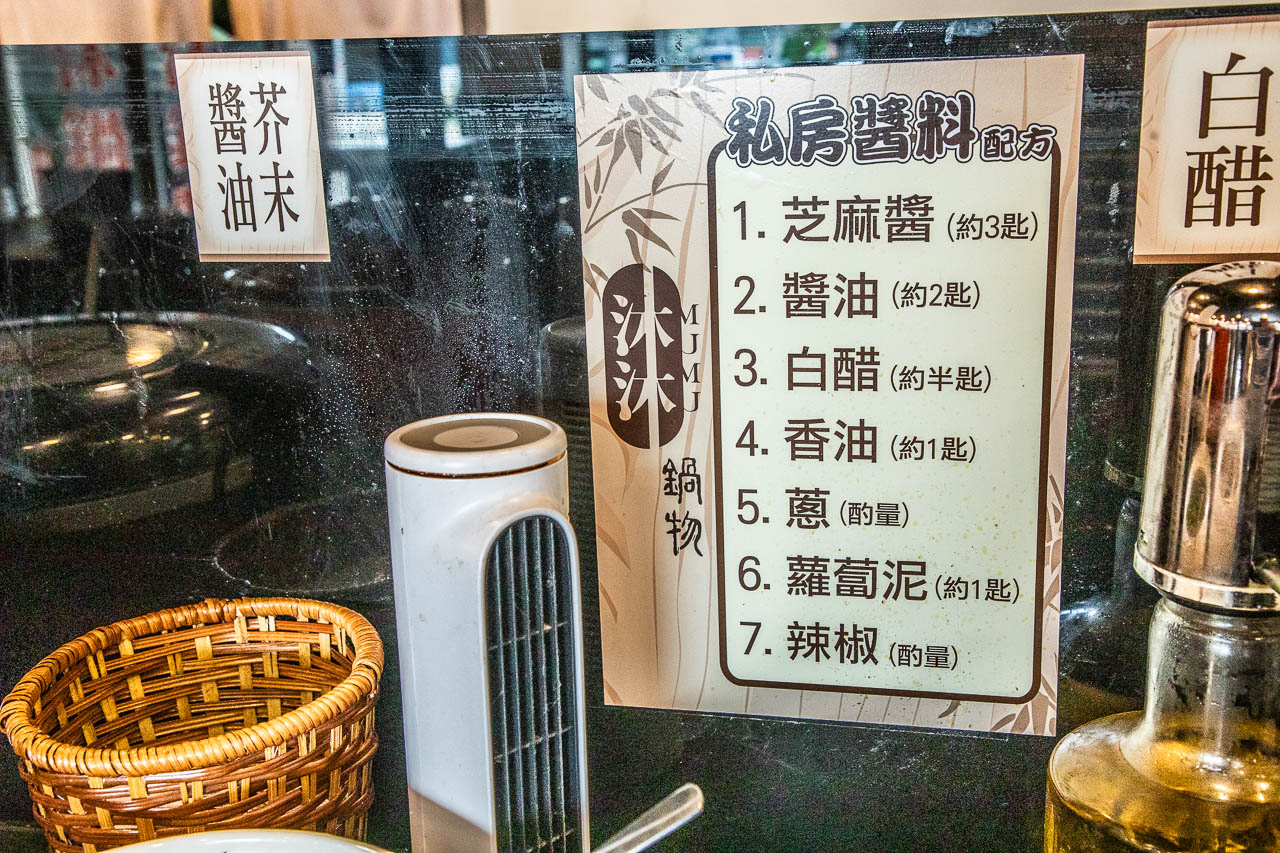 芥末
醬油
私房醬料配方
1. 芝麻醬 (約3匙)
2. 醬油 (約2匙)
3. 白醋 (約半匙)
4. 香油 (約1匙)
5. 蔥 (酌量)
6. 蘿蔔泥 (約1匙)
7. 辣椒 (酌量)
沐沐
MUMU
鍋物
白醋